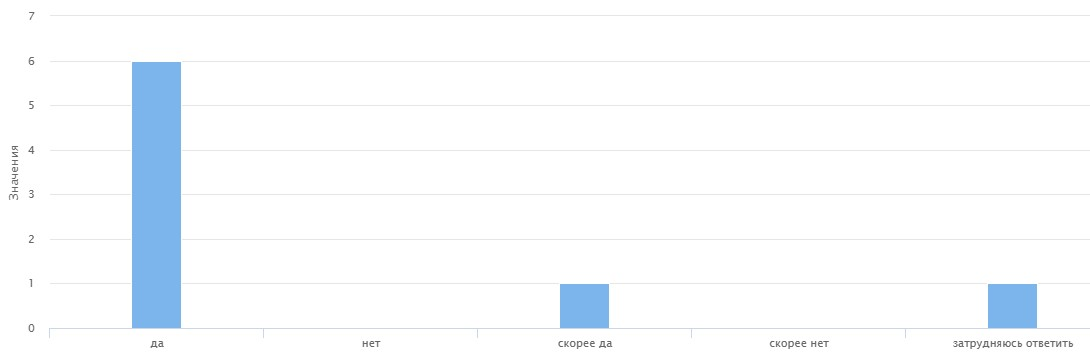 7
6
5
4
3
2
1
0
Значения
да
нет
скорее да
скорее нет
затрудняюсь ответить